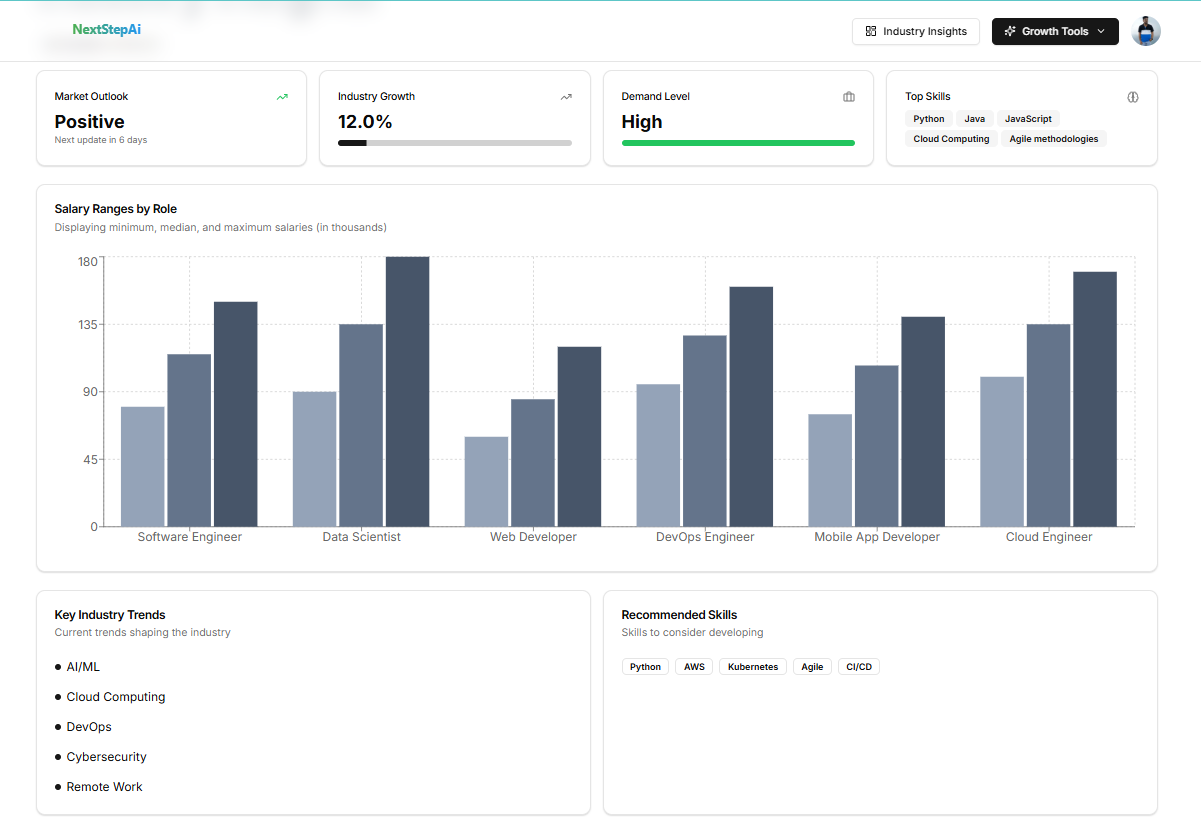 NextStepAi
Industry Insights
Growth Tools
Market Outlook
Positive
Next update in 6 days
Industry Growth
12.0%
Demand Level
High
Top Skills
Python Java JavaScript
Cloud Computing Agile methodologies
Salary Ranges by Role
Displaying minimum, median, and maximum salaries (in thousands)
180
135
90
45
0
Software Engineer Data Scientist Web Developer DevOps Engineer Mobile App Developer Cloud Engineer
Key Industry Trends
Current trends shaping the industry
AI/ML
Cloud Computing
DevOps
Cybersecurity
Remote Work
Recommended Skills
Skills to consider developing
Python AWS Kubernetes Agile CI/CD